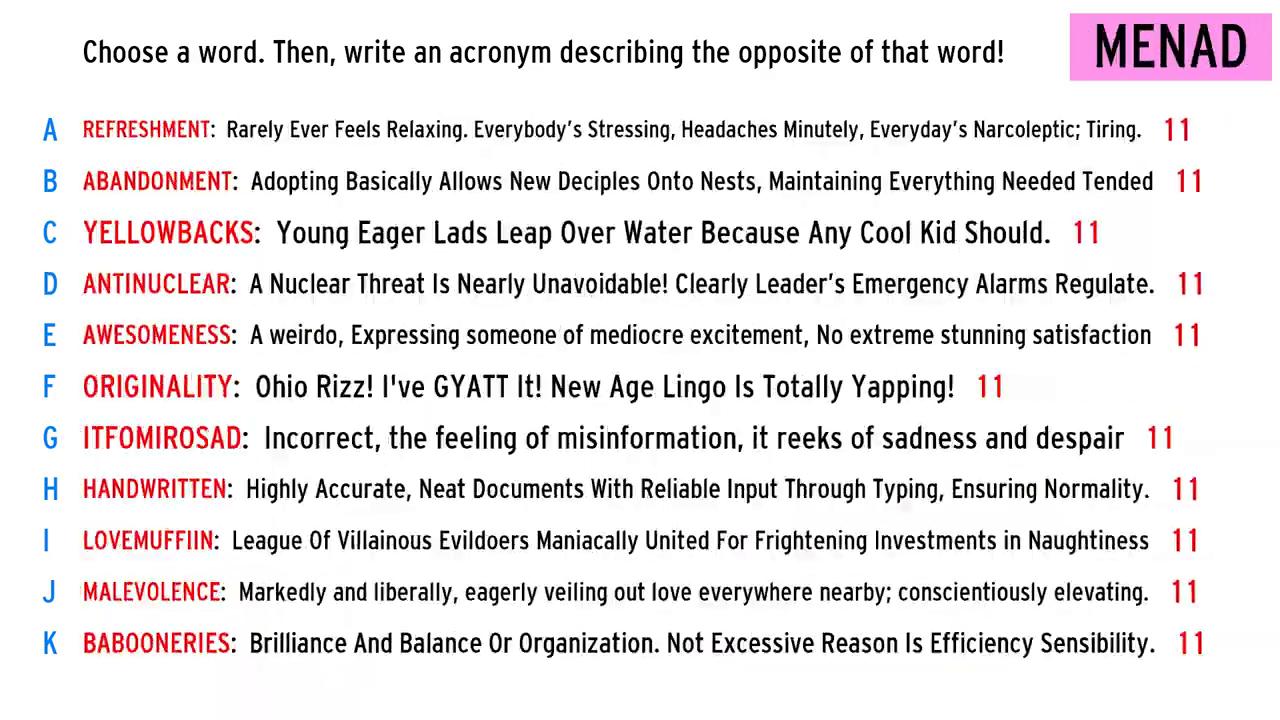 Choose a word. Then, write an acronym describing the opposite of that word!
MENAD
A REFRESHMENT: Rarely Ever Feels Relaxing. Everybody's Stressing, Headaches Minutely, Everyday's Narcoleptic; Tiring. 11
B ABANDONMENT: Adopting Basically Allows New Deciples Onto Nests, Maintaining Everything Needed Tended 11
C YELLOWBACKS: Young Eager Lads Leap Over Water Because Any Cool Kid Should. 11
D ANTINUCLEAR: A Nuclear Threat Is Nearly Unavoidable! Clearly Leader's Emergency Alarms Regulate. 11
E AWESOMENESS: A weirdo, Expressing someone of mediocre excitement, No extreme stunning satisfaction 11
F ORIGINALITY: Ohio Rizz! I've GYATT It! New Age Lingo Is Totally Yapping! 11
G ITFOMIROSAD: Incorrect, the feeling of misinformation, it reeks of sadness and despair 11
H HANDWRITTEN: Highly Accurate, Neat Documents With Reliable Input Through Typing, Ensuring Normality. 11
I LOVEMUFFIIN: League Of Villainous Evildoers Maniacally United For Frightening Investments in Naughtiness 11
J MALEVOLENCE: Markedly and liberally, eagerly veiling out love everywhere nearby; conscientiously elevating. 11
K BABOONERIES: Brilliance And Balance Or Organization. Not Excessive Reason Is Efficiency Sensibility. 11